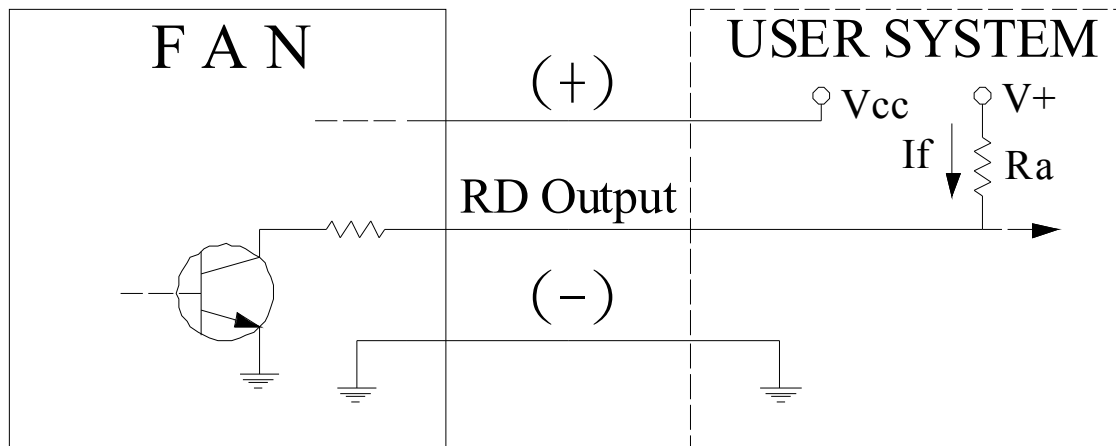 F A N
USER SYSTEM
(+)
Vcc
V+
If
Ra
RD Output
(-)